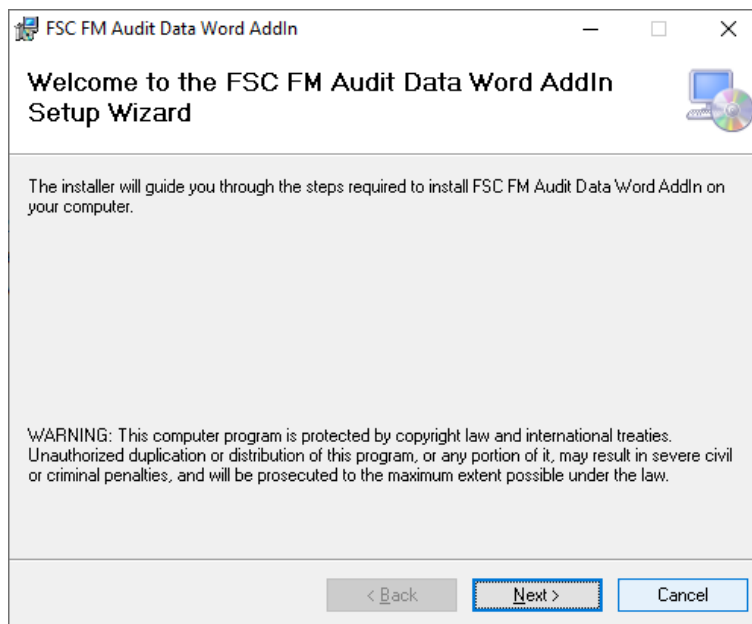 FSC FM Audit Data Word AddIn
Welcome to the FSC FM Audit Data Word AddIn
Setup Wizard
The installer will guide you through the steps required to install FSC FM Audit Data Word AddIn on
your computer.
WARNING: This computer program is protected by copyright law and international treaties.
Unauthorized duplication or distribution of this program, or any portion of it, may result in severe civil
or criminal penalties, and will be prosecuted to the maximum extent possible under the law.
< Back Next > Cancel